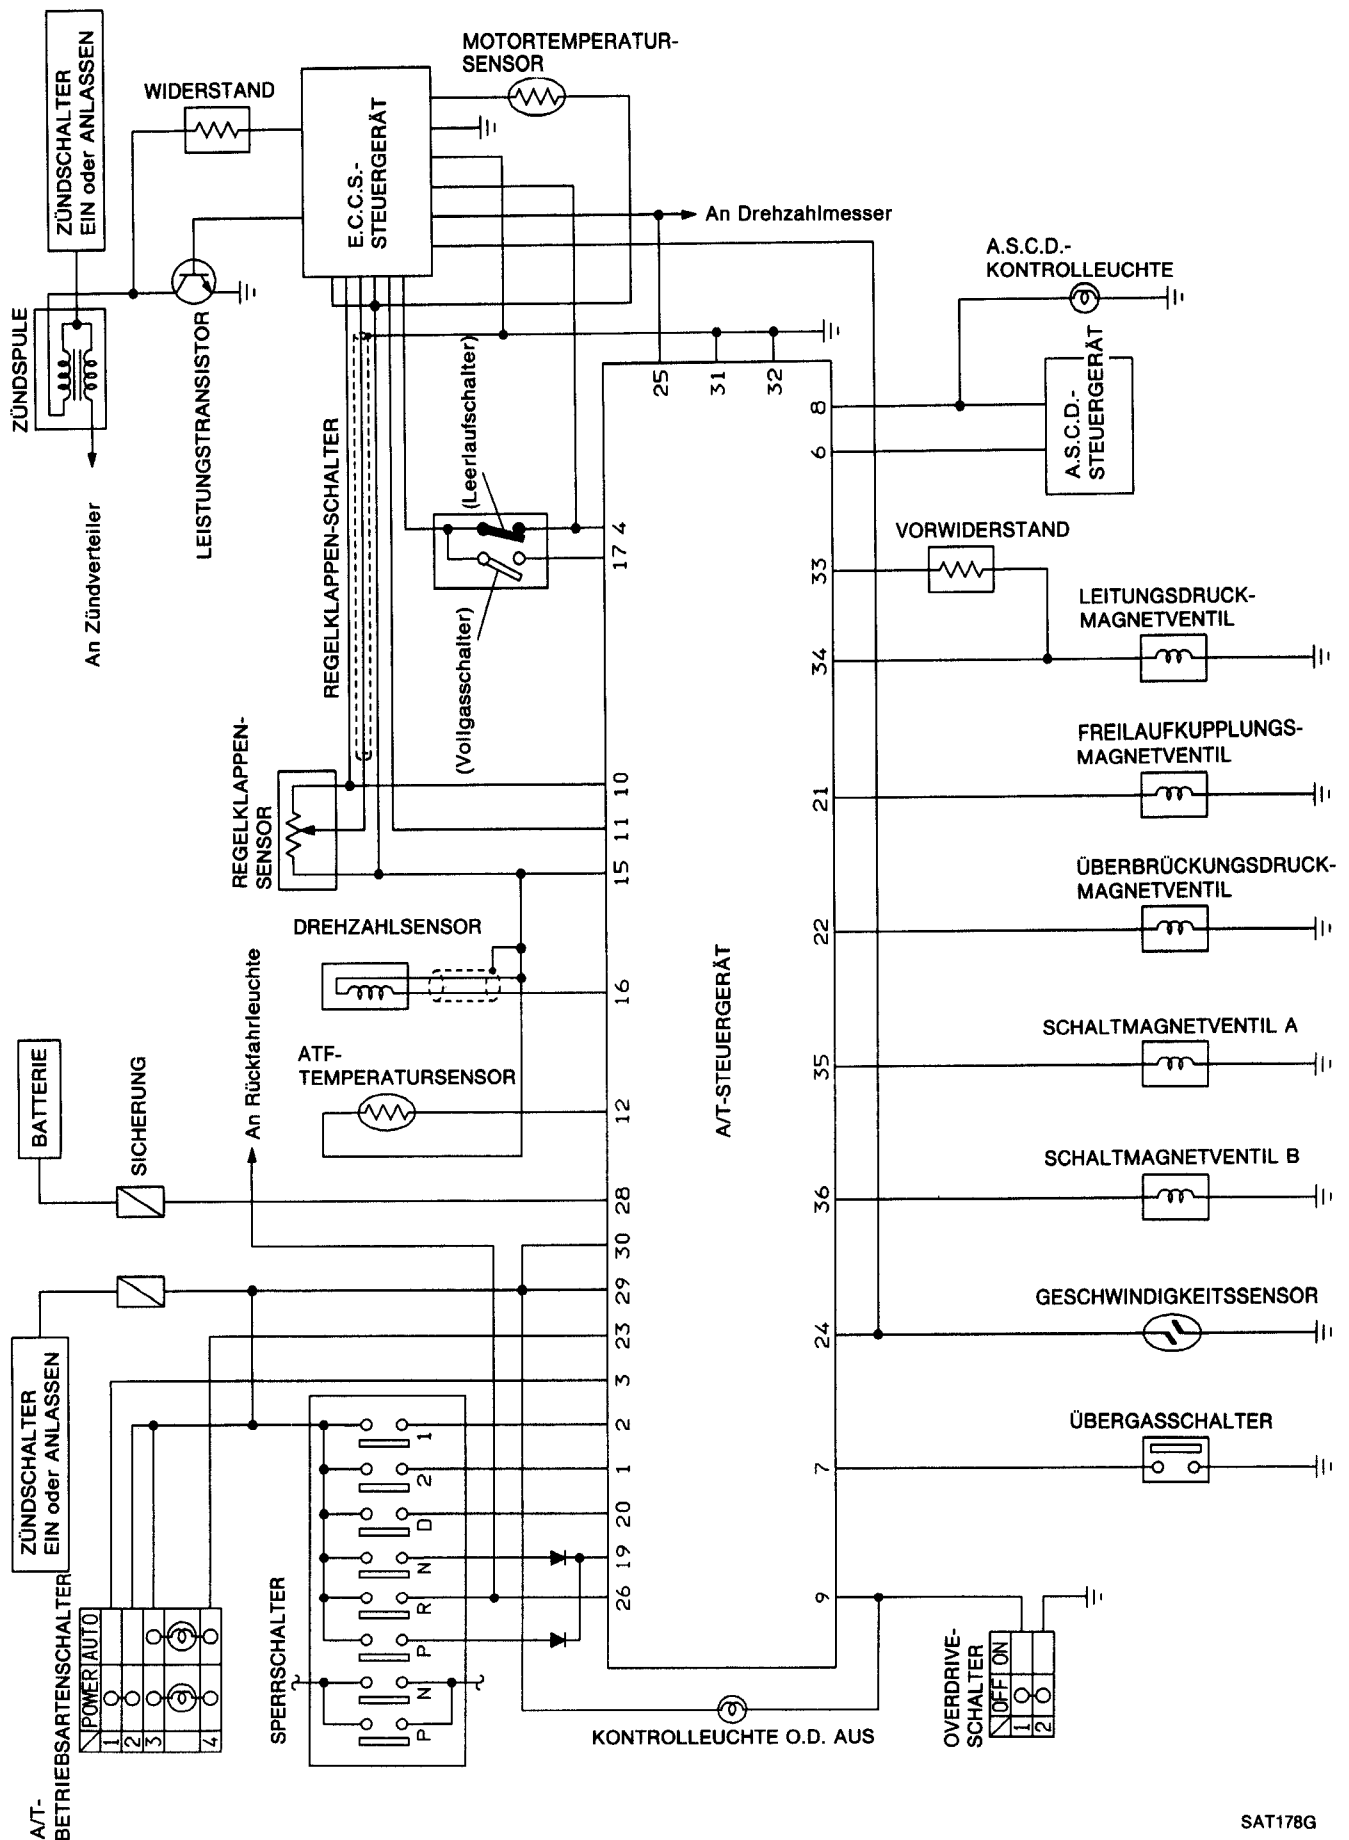 MOTORTEMPERATUR-
SENSOR
ZÜNDSCHALTER
EIN oder ANLASSEN
WIDERSTAND
E.C.C.S.-
STEUERGERÄT
An Drehzahlmesser
A.S.C.D.-
KONTROLLEUCHTE
ZÜNDSPULE
LEISTUNGSTRANSISTOR
An Zündverteiler
REGELKLAPPEN-SCHALTER
(Leerlaufschalter)
(Vollgasschalter)
25
31
32
8
6
A.S.C.D.-
STEUERGERÄT
4
17
VORWIDERSTAND
33
LEITUNGSDRUCK-
MAGNETVENTIL
34
REGELKLAPPEN-
SENSOR
10
11
15
FREILAUFKUPPLUNGS-
MAGNETVENTIL
21
ÜBERBRÜCKUNGSDRUCK-
MAGNETVENTIL
22
DREHZAHLSENSOR
16
An Rückfahrleuchte
A/T-STEUERGERÄT
SCHALTMAGNETVENTIL A
35
ATF-
TEMPERATURSENSOR
12
BATTERIE
SICHERUNG
28
SCHALTMAGNETVENTIL B
36
30
29
23
3
2
1
20
19
26
GESCHWINDIGKEITSSENSOR
24
ZÜNDSCHALTER
EIN oder ANLASSEN
ÜBERGASSCHALTER
7
1
2
D
N
R
P
N
P
SPERRSCHALTER
9
A/T-
BETRIEBSARTENSCHALTER
POWER
AUTO
1
2
3
4
OVERDRIVE-
SCHALTER
OFF
ON
1
2
KONTROLLEUCHTE O.D. AUS
SAT178G